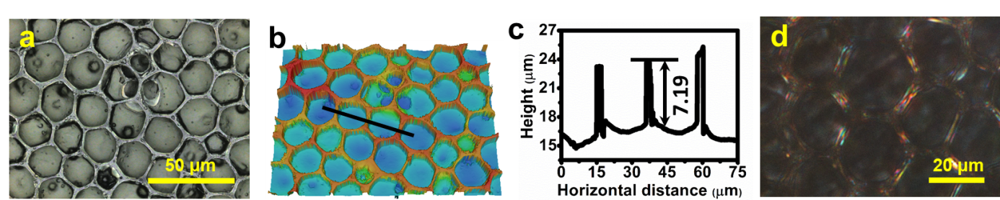 a
50 µm
b
c
Height (µm)
27
24
21
18
15
7.19
0 15 30 45 60 75
Horizontal distance (µm)
d
20 µm